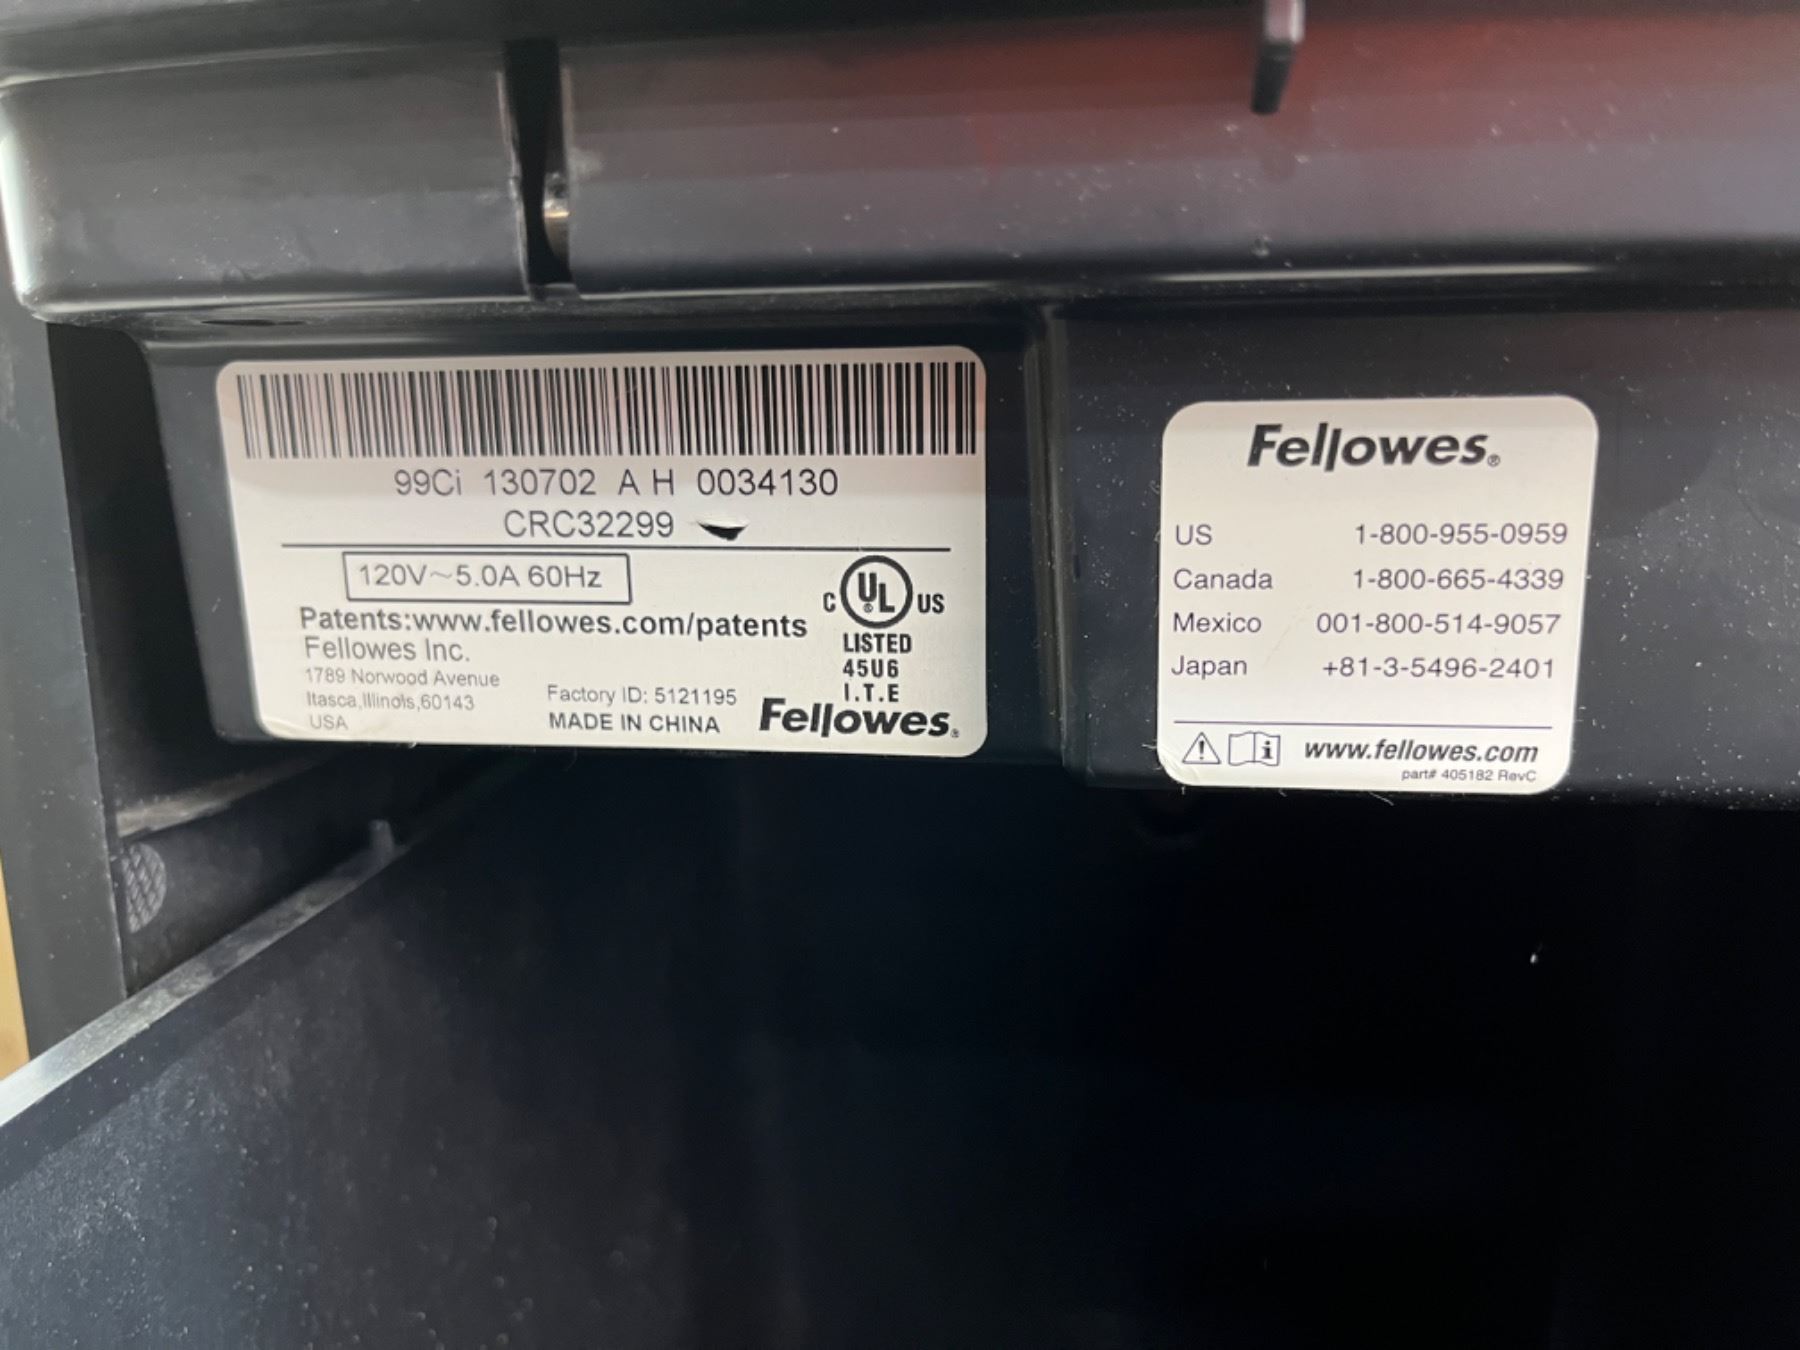 99Ci 130702 A H 0034130
CRC32299
120V~5.0A 60Hz
Patents:www.fellowes.com/patents
Fellowes Inc.
1789 Norwood Avenue
Itasca,Illinois,60143
USA
Factory ID: 5121195
MADE IN CHINA
C UL US
®
LISTED
45U6
I.T.E
Fellowes®
Fellowes®
US 1-800-955-0959
Canada 1-800-665-4339
Mexico 001-800-514-9057
Japan +81-3-5496-2401
www.fellowes.com
part# 405182 RevC